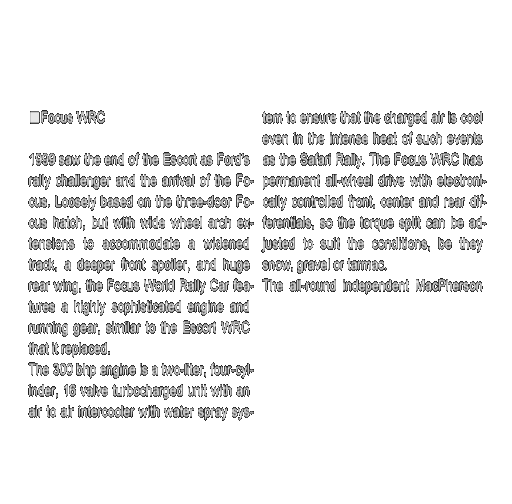 ■Focus WRC
1999 saw the end of the Escort as Ford's
rally challenger and the arrival of the Fo-
cus. Loosely based on the three-door Fo-
cus hatch, but with wide wheel arch ex-
tensions to accommodate a widened
track, a deeper front spoiler, and huge
rear wing, the Focus World Rally Car fea-
tures a highly sophisticated engine and
running gear, similar to the Escort WRC
that it replaced.
The 300 bhp engine is a two-liter, four-cyl-
inder, 16 valve turbocharged unit with an
air to air intercooler with water spray sys-
tem to ensure that the charged air is cool
even in the intense heat of such events
as the Safari Rally. The Focus WRC has
permanent all-wheel drive with electroni-
cally controlled front, center and rear dif-
ferentials, so the torque split can be ad-
justed to suit the conditions, be they
snow, gravel or tarmac.
The all-round independent MacPherson